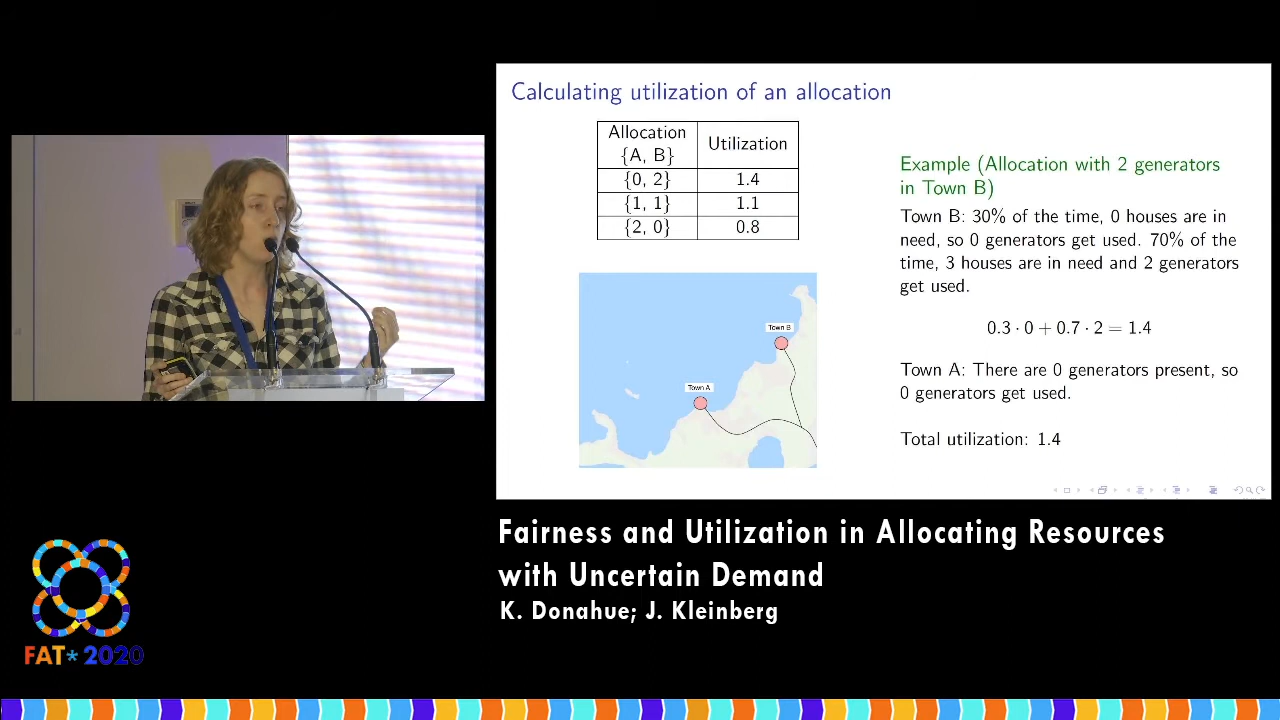 Calculating utilization of an allocation
Allocation
{A, B}
Utilization
{0, 2} 1.4
{1, 1} 1.1
{2, 0} 0.8
Town B
Town A
Example (Allocation with 2 generators
in Town B)
Town B: 30% of the time, 0 houses are in
need, so 0 generators get used. 70% of the
time, 3 houses are in need and 2 generators
get used.
0.3 · 0 + 0.7 · 2 = 1.4
Town A: There are 0 generators present, so
0 generators get used.
Total utilization: 1.4
Fairness and Utilization in Allocating Resources
with Uncertain Demand
K. Donahue; J. Kleinberg
FAT* 2020